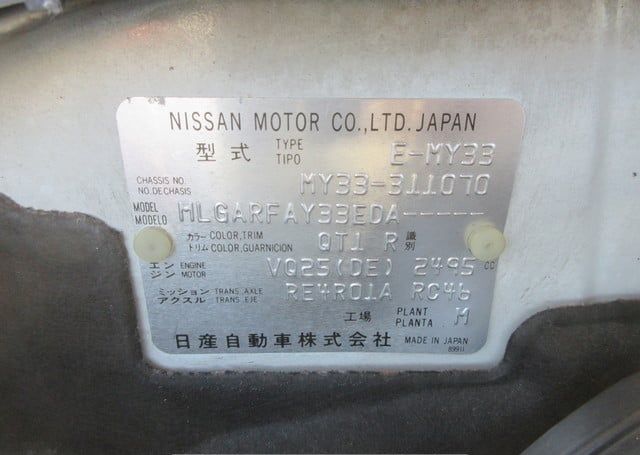 NISSAN MOTOR CO.,LTD. JAPAN
型式 TYPE TIPO E-MY33
CHASSIS NO. NO.DECHASIS MY33-311070
MODEL MODELO HLGARFAY33EDA-----
カラー トリム COLOR,TRIM COLOR,GUARNICION QT1 R 識別
エンジン ENGINE MOTOR VQ25(DE) 2495 CC
ミッション アクスル TRANS. AXLE TRANS. EJE RE4R01A RC46
工場 PLANT PLANTA M
日産自動車株式会社 MADE IN JAPAN
89911